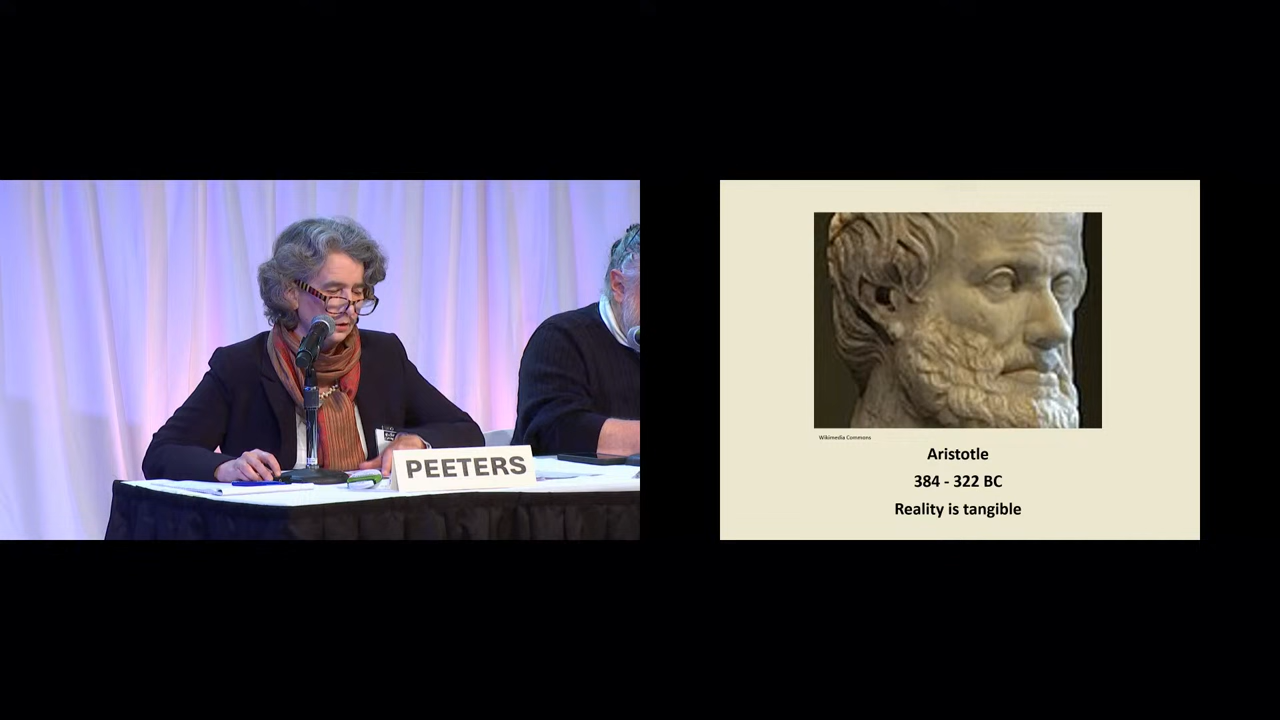 PEETERS
Wikimedia Commons
Aristotle
384 - 322 BC
Reality is tangible